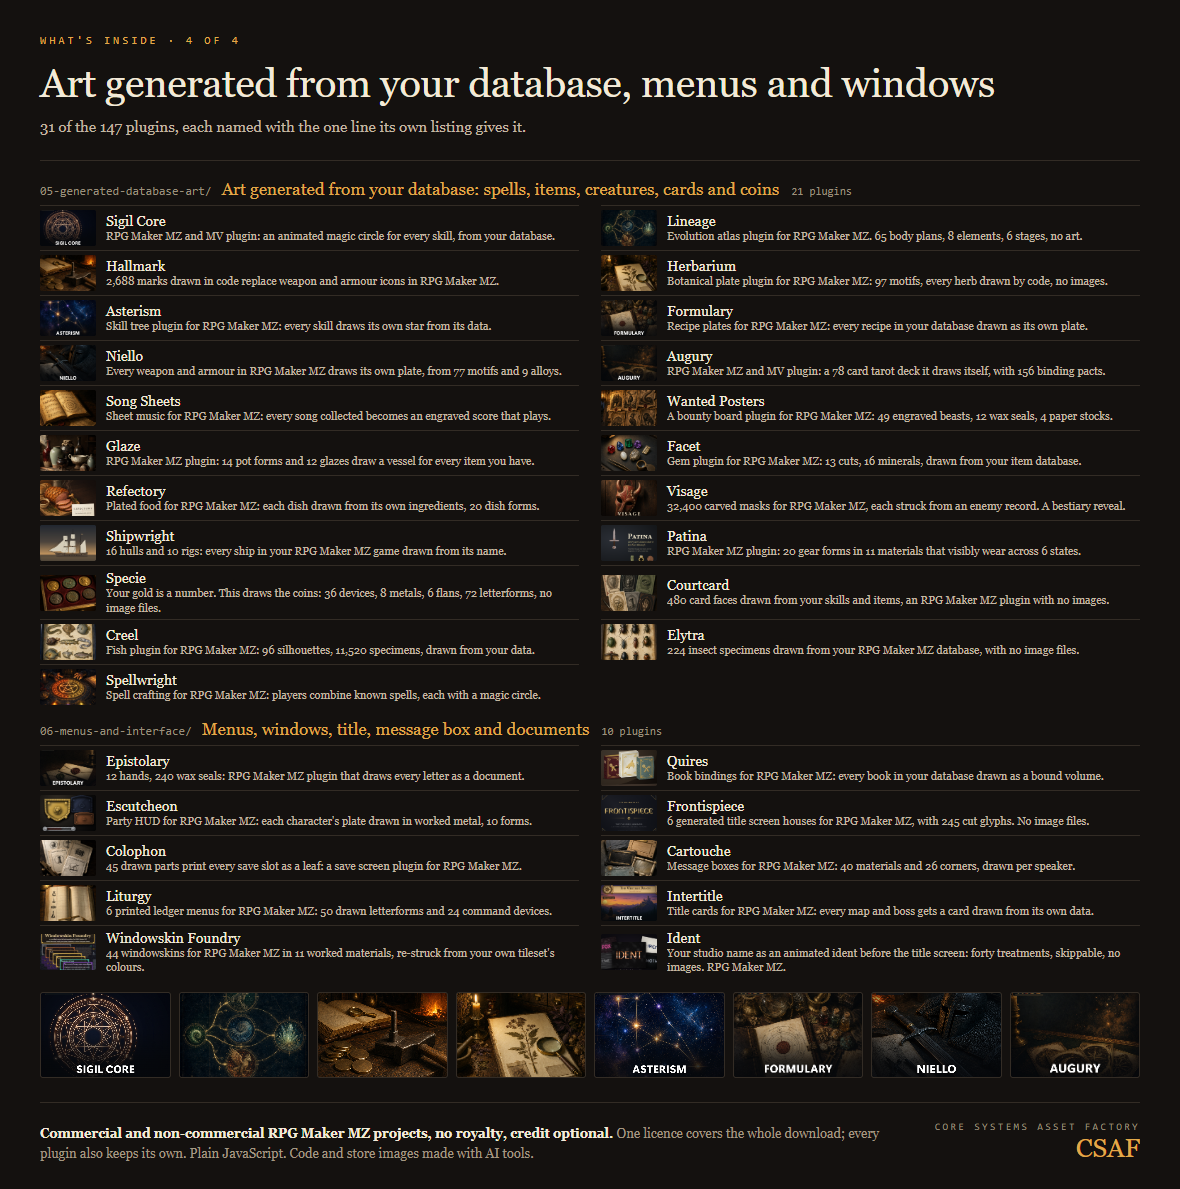 WHAT'S INSIDE · 4 OF 4
Art generated from your database, menus and windows
31 of the 147 plugins, each named with the one line its own listing gives it.
05-generated-database-art/ Art generated from your database: spells, items, creatures, cards and coins 21 plugins
SIGIL CORE
Sigil Core
RPG Maker MZ and MV plugin: an animated magic circle for every skill, from your database.
Lineage
Evolution atlas plugin for RPG Maker MZ. 65 body plans, 8 elements, 6 stages, no art.
Hallmark
2,688 marks drawn in code replace weapon and armour icons in RPG Maker MZ.
Herbarium
Botanical plate plugin for RPG Maker MZ: 97 motifs, every herb drawn by code, no images.
ASTERISM
Asterism
Skill tree plugin for RPG Maker MZ: every skill draws its own star from its data.
FORMULARY
Formulary
Recipe plates for RPG Maker MZ: every recipe in your database drawn as its own plate.
NIELLO
Niello
Every weapon and armour in RPG Maker MZ draws its own plate, from 77 motifs and 9 alloys.
AUGURY
Augury
RPG Maker MZ and MV plugin: a 78 card tarot deck it draws itself, with 156 binding pacts.
Song Sheets
Sheet music for RPG Maker MZ: every song collected becomes an engraved score that plays.
Wanted Posters
A bounty board plugin for RPG Maker MZ: 49 engraved beasts, 12 wax seals, 4 paper stocks.
Glaze
RPG Maker MZ plugin: 14 pot forms and 12 glazes draw a vessel for every item you have.
Facet
Gem plugin for RPG Maker MZ: 13 cuts, 16 minerals, drawn from your item database.
Refectory
Plated food for RPG Maker MZ: each dish drawn from its own ingredients, 20 dish forms.
VISAGE
Visage
32,400 carved masks for RPG Maker MZ, each struck from an enemy record. A bestiary reveal.
Shipwright
16 hulls and 10 rigs: every ship in your RPG Maker MZ game drawn from its name.
PATINA
Patina
RPG Maker MZ plugin: 20 gear forms in 11 materials that visibly wear across 6 states.
Specie
Your gold is a number. This draws the coins: 36 devices, 8 metals, 6 flans, 72 letterforms, no
image files.
Courtcard
480 card faces drawn from your skills and items, an RPG Maker MZ plugin with no images.
Creel
Fish plugin for RPG Maker MZ: 96 silhouettes, 11,520 specimens, drawn from your data.
Elytra
224 insect specimens drawn from your RPG Maker MZ database, with no image files.
Spellwright
Spell crafting for RPG Maker MZ: players combine known spells, each with a magic circle.
06-menus-and-interface/ Menus, windows, title, message box and documents 10 plugins
EPISTOLARY
Epistolary
12 hands, 240 wax seals: RPG Maker MZ plugin that draws every letter as a document.
Quires
Book bindings for RPG Maker MZ: every book in your database drawn as a bound volume.
Escutcheon
Party HUD for RPG Maker MZ: each character's plate drawn in worked metal, 10 forms.
FRONTISPIECE
Frontispiece
6 generated title screen houses for RPG Maker MZ, with 245 cut glyphs. No image files.
Colophon
45 drawn parts print every save slot as a leaf: a save screen plugin for RPG Maker MZ.
Cartouche
Message boxes for RPG Maker MZ: 40 materials and 26 corners, drawn per speaker.
Liturgy
6 printed ledger menus for RPG Maker MZ: 50 drawn letterforms and 24 command devices.
INTERTITLE
Intertitle
Title cards for RPG Maker MZ: every map and boss gets a card drawn from its own data.
Windowskin Foundry
Windowskin Foundry
44 windowskins for RPG Maker MZ in 11 worked materials, re-struck from your own tileset's
colours.
IDENT
Ident
Your studio name as an animated ident before the title screen: forty treatments, skippable, no
images. RPG Maker MZ.
SIGIL CORE
ASTERISM
FORMULARY
NIELLO
AUGURY
Commercial and non-commercial RPG Maker MZ projects, no royalty, credit optional. One licence covers the whole download; every
plugin also keeps its own. Plain JavaScript. Code and store images made with AI tools.
CORE SYSTEMS ASSET FACTORY
CSAF